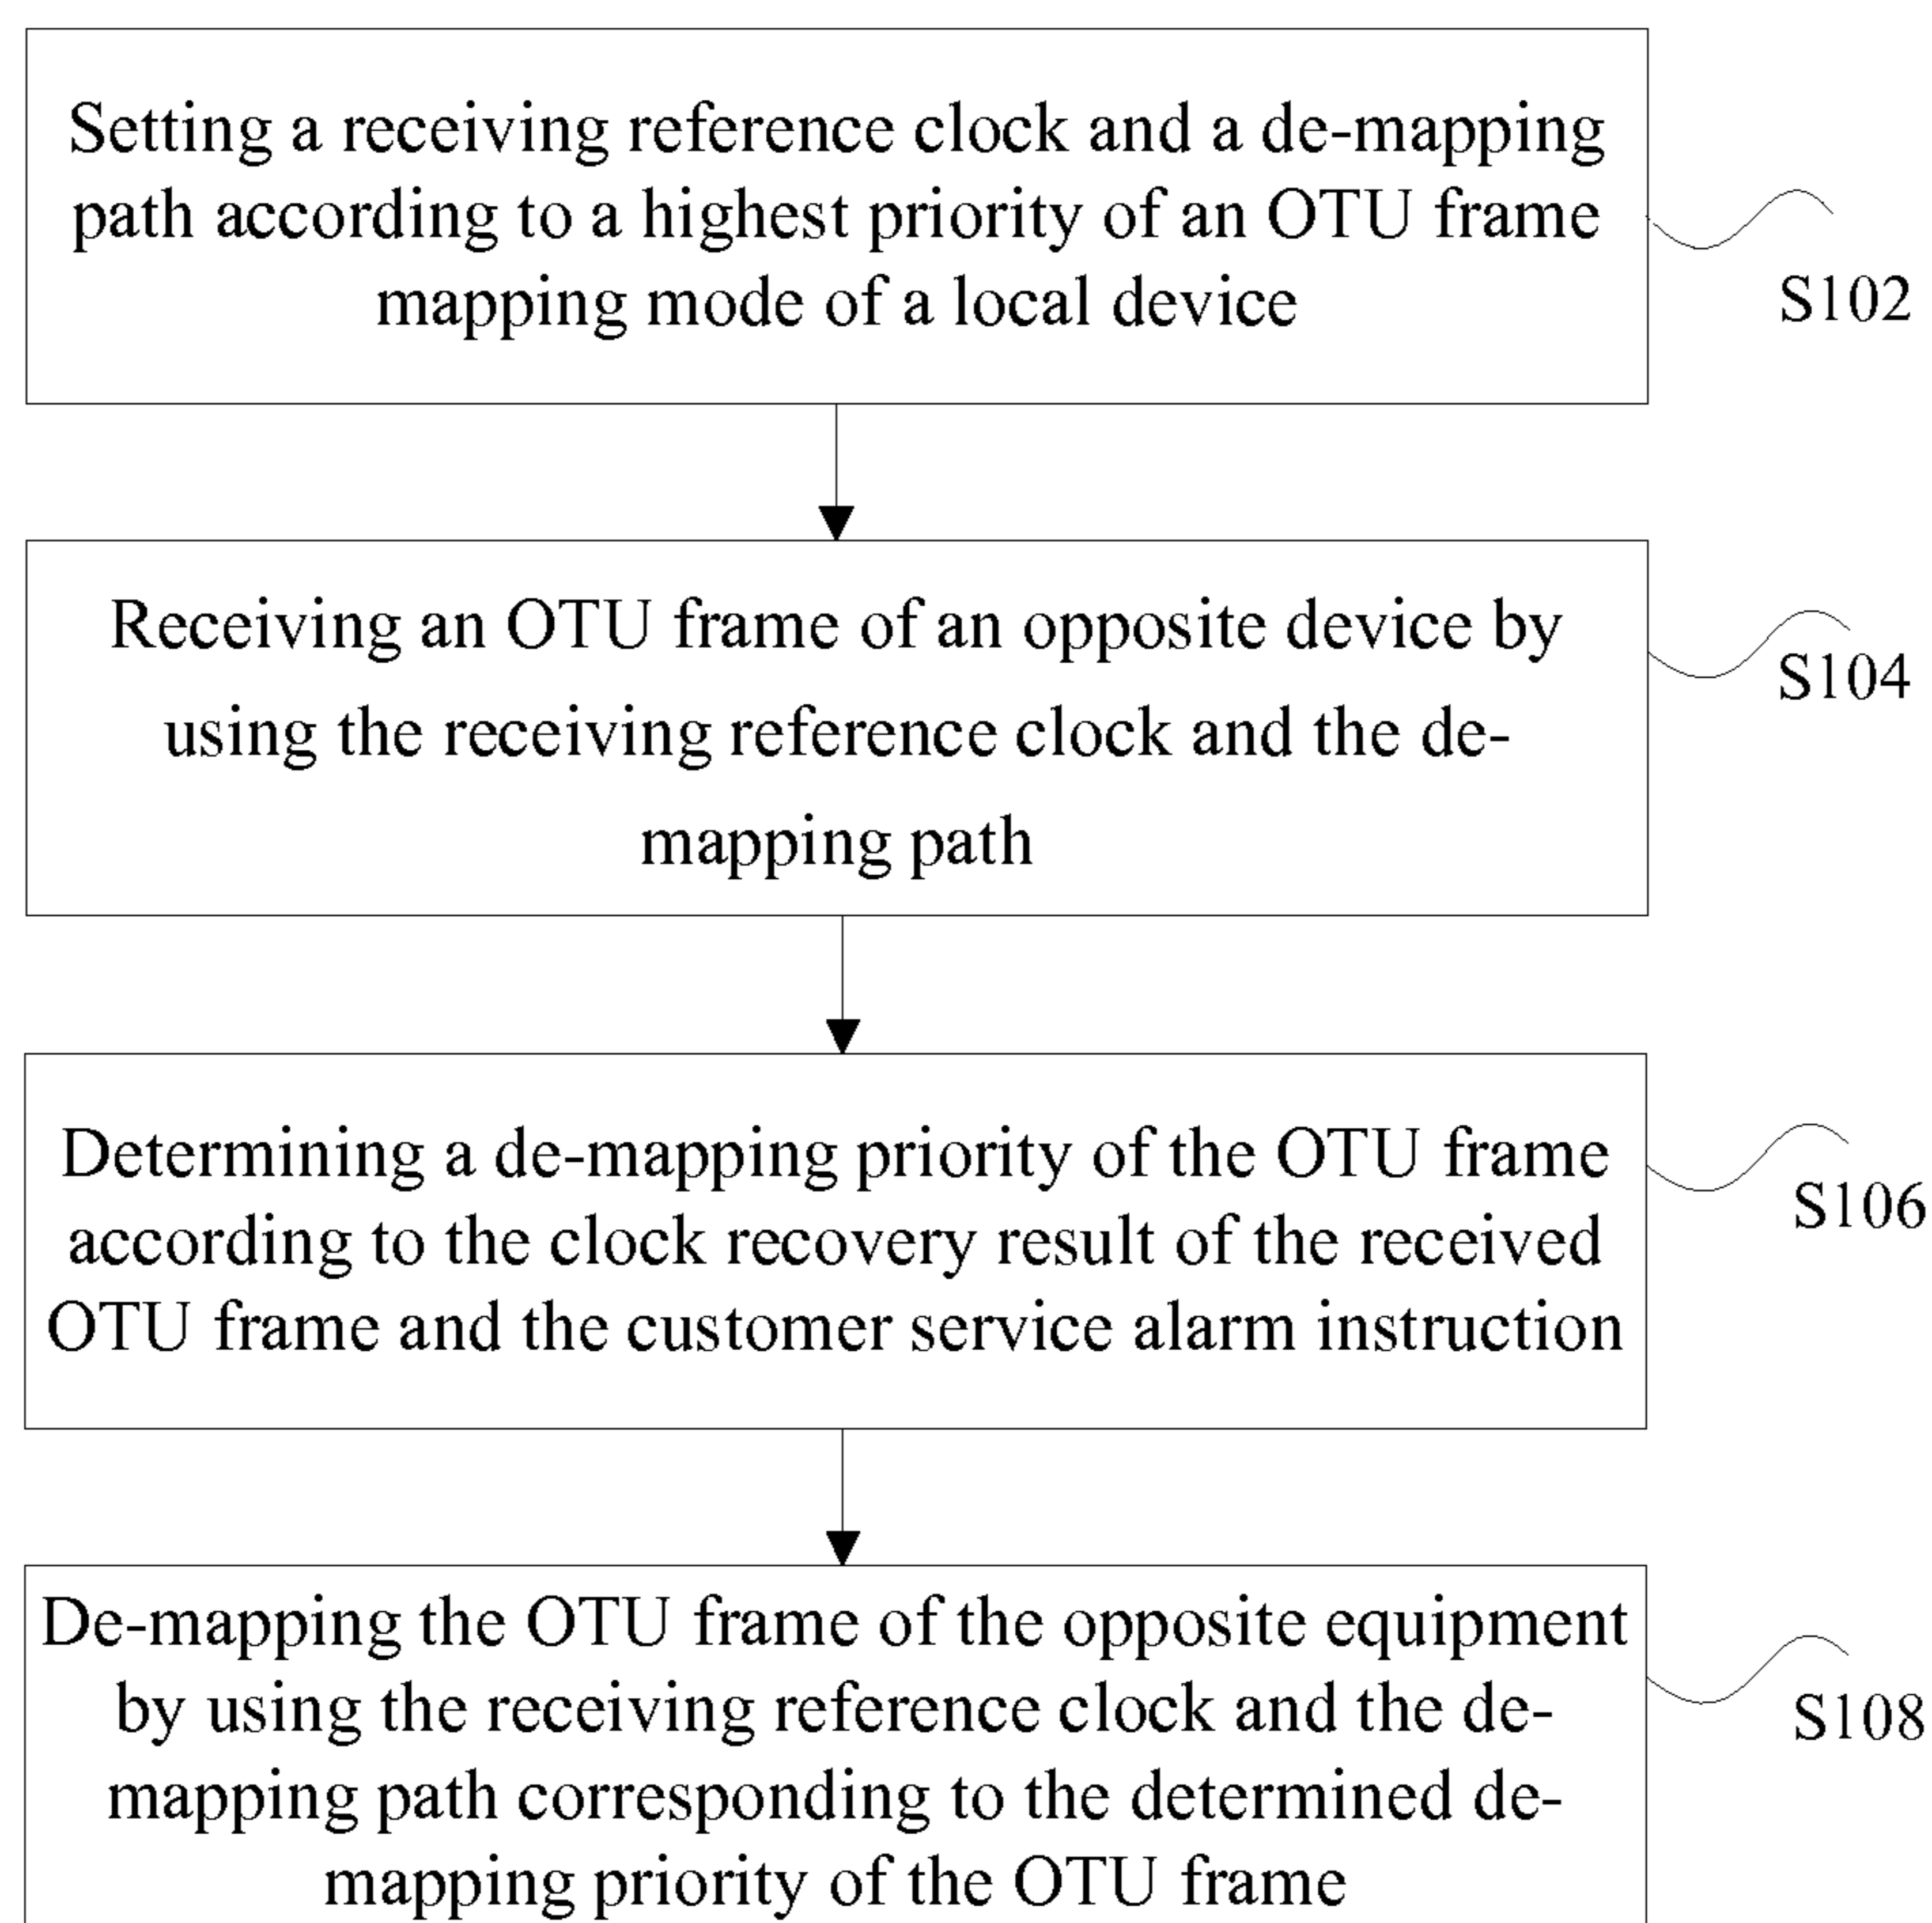 Setting a receiving reference clock and a de-mapping
path according to a highest priority of an OTU frame
mapping mode of a local device
S102
Receiving an OTU frame of an opposite device by
using the receiving reference clock and the de-
mapping path
S104
Determining a de-mapping priority of the OTU frame
according to the clock recovery result of the received
OTU frame and the customer service alarm instruction
S106
De-mapping the OTU frame of the opposite equipment
by using the receiving reference clock and the de-
mapping path corresponding to the determined de-
mapping priority of the OTU frame
S108